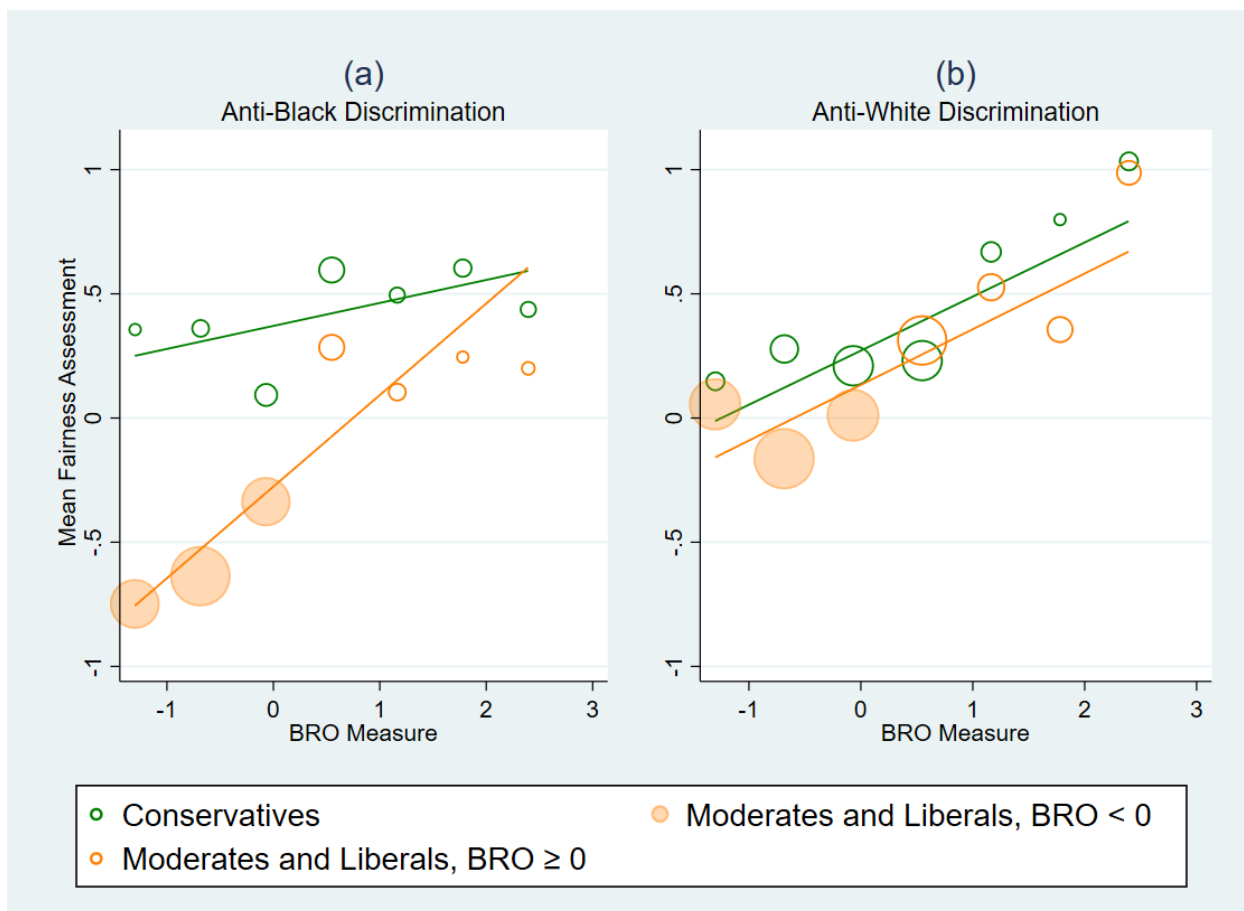 (a)
Anti-Black Discrimination
Mean Fairness Assessment
1
.5
0
-.5
-1
-1 0 1 2 3
BRO Measure
(b)
Anti-White Discrimination
1
.5
0
-.5
-1
-1 0 1 2 3
BRO Measure
Conservatives
Moderates and Liberals, BRO < 0
Moderates and Liberals, BRO ≥ 0